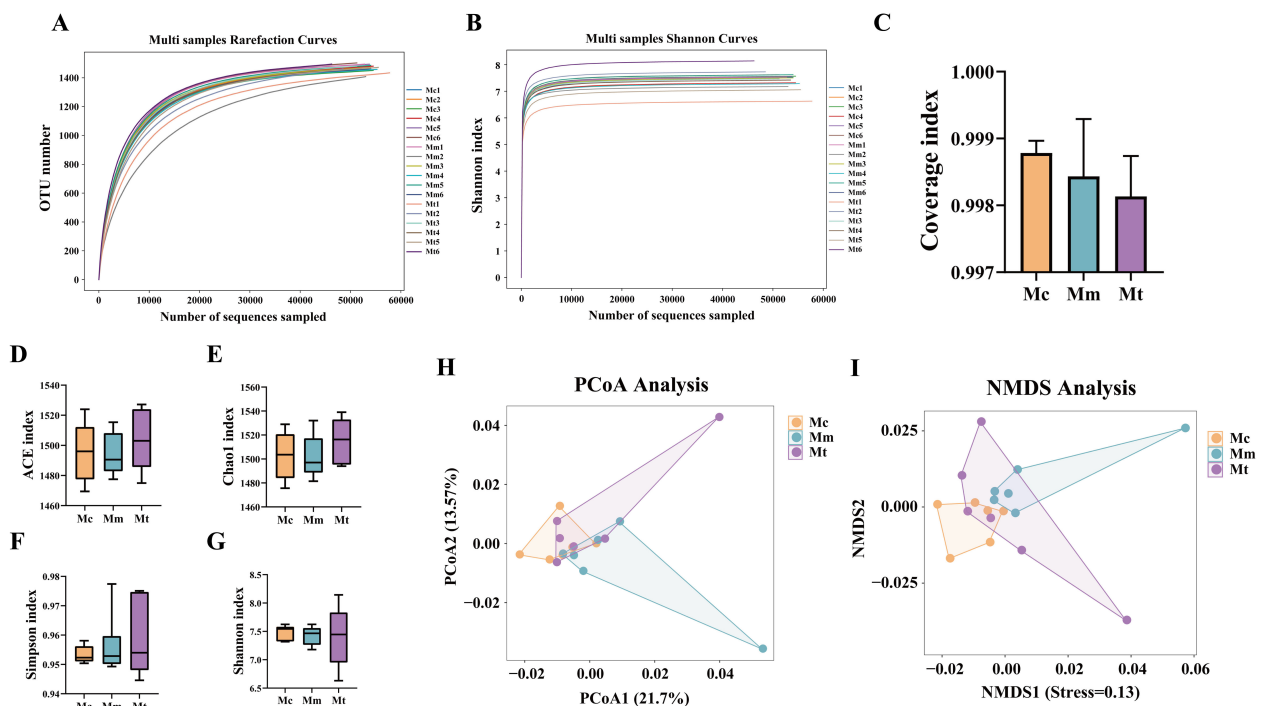 A
Multi samples Rarefaction Curves
OTU number
1400
1200
1000
800
600
400
200
0
0 10000 20000 30000 40000 50000 60000
Number of sequences sampled
Mc1
Mc2
Mc3
Mc4
Mc5
Mc6
Mm1
Mm2
Mm3
Mm4
Mm5
Mm6
Mt1
Mt2
Mt3
Mt4
Mt5
Mt6
B
Multi samples Shannon Curves
Shannon index
8
7
6
5
4
3
2
1
0
0 10000 20000 30000 40000 50000 60000
Number of sequences sampled
Mc1
Mc2
Mc3
Mc4
Mc5
Mc6
Mm1
Mm2
Mm3
Mm4
Mm5
Mm6
Mt1
Mt2
Mt3
Mt4
Mt5
Mt6
C
Coverage index
1.000
0.999
0.998
0.997
Mc Mm Mt
D
ACE index
1540
1520
1500
1480
1460
Mc Mm Mt
E
Chao1 index
1560
1540
1520
1500
1480
1460
Mc Mm Mt
F
Simpson index
0.98
0.97
0.96
0.95
0.94
Mc Mm Mt
G
Shannon index
8.5
8.0
7.5
7.0
6.5
Mc Mm Mt
H
PCoA Analysis
PCoA2 (13.57%)
0.04
0.02
0.00
−0.02
−0.02 0.00 0.02 0.04
PCoA1 (21.7%)
Mc
Mm
Mt
I
NMDS Analysis
NMDS2
0.025
0.000
−0.025
−0.02 0.00 0.02 0.04 0.06
NMDS1 (Stress=0.13)
Mc
Mm
Mt